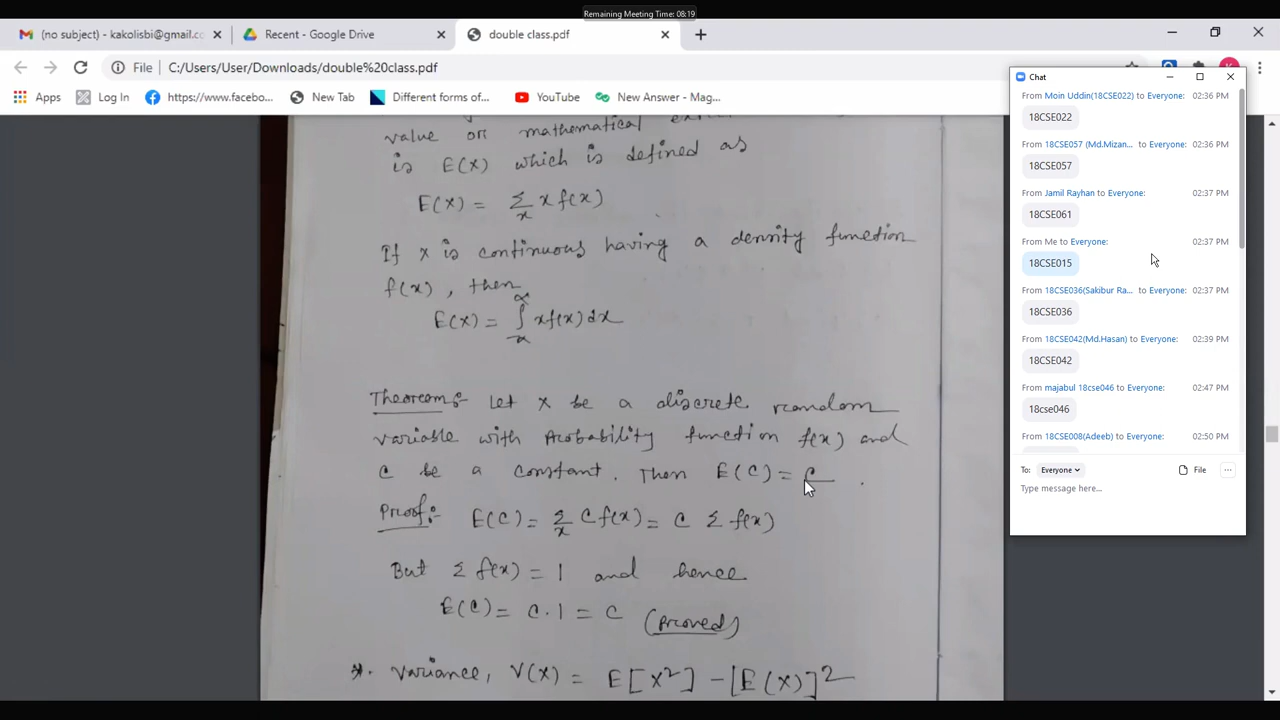 Remaining Meeting Time: 08:19
(no subject) - kakolisbi@gmail.cc
Recent - Google Drive
double class.pdf
File C:/Users/User/Downloads/double%20class.pdf
Apps
Log In
https://www.facebo...
New Tab
Different forms of...
YouTube
New Answer - Mag...
value or mathematical
is E(X) which is defined as
E(X) = Σ_x x f(x)
If x is continuous having a density function
f(x), then
E(X) = ∫ x f(x) dx
Theorem:- Let x be a discrete random
variable with Probability function f(x) and
C be a constant. Then E(C) = C.
Proof:- E(C) = Σ_x C f(x) = C Σ f(x)
But Σ f(x) = 1 and hence
E(C) = C.1 = C (proved)
*. Variance, V(X) = E[X²] - [E(X)]²
Chat
From Moin Uddin(18CSE022) to Everyone: 02:36 PM
18CSE022
From 18CSE057 (Md.Mizan... to Everyone: 02:36 PM
18CSE057
From Jamil Rayhan to Everyone: 02:37 PM
18CSE061
From Me to Everyone: 02:37 PM
18CSE015
From 18CSE036(Sakibur Ra... to Everyone: 02:37 PM
18CSE036
From 18CSE042(Md.Hasan) to Everyone: 02:39 PM
18CSE042
From majabul 18cse046 to Everyone: 02:47 PM
18cse046
From 18CSE008(Adeeb) to Everyone: 02:50 PM
To: Everyone File ...
Type message here...